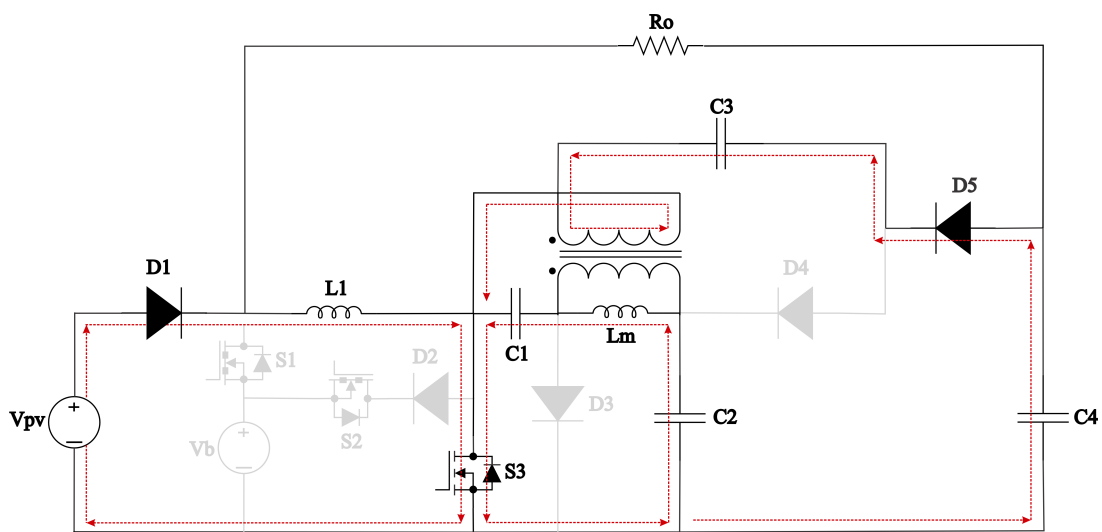 Ro
C3
D5
D1
L1
D4
C1
Lm
S1
D2
D3
Vpv
+
−
S2
C2
C4
Vb
+
−
S3